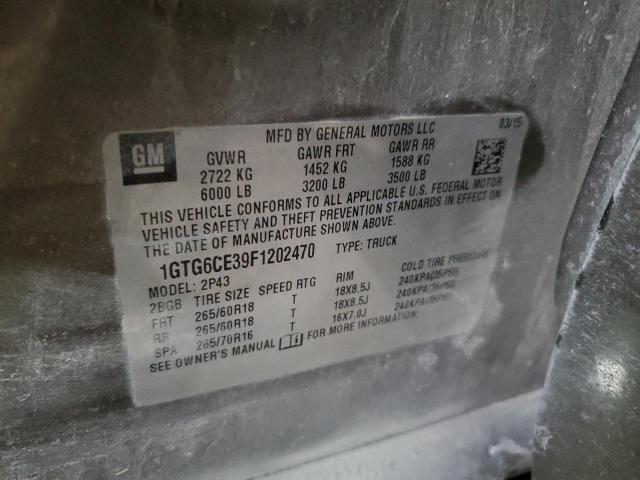 GM
MFD BY GENERAL MOTORS LLC 03/15
GVWR GAWR FRT GAWR RR
2722 KG 1452 KG 1588 KG
6000 LB 3200 LB 3500 LB
THIS VEHICLE CONFORMS TO ALL APPLICABLE U.S. FEDERAL MOTOR
VEHICLE SAFETY AND THEFT PREVENTION STANDARDS IN EFFECT ON
THE DATE OF MANUFACTURE SHOWN ABOVE.
1GTG6CE39F1202470 TYPE: TRUCK
MODEL: 2P43
2BGB TIRE SIZE SPEED RTG RIM COLD TIRE PRESSURE
FRT 265/60R18 T 18X8.5J 240KPA(35PSI)
RR 265/60R18 T 18X8.5J 240KPA(35PSI)
SPA 265/70R16 T 16X7.0J 240KPA(35PSI)
SEE OWNER'S MANUAL FOR MORE INFORMATION.